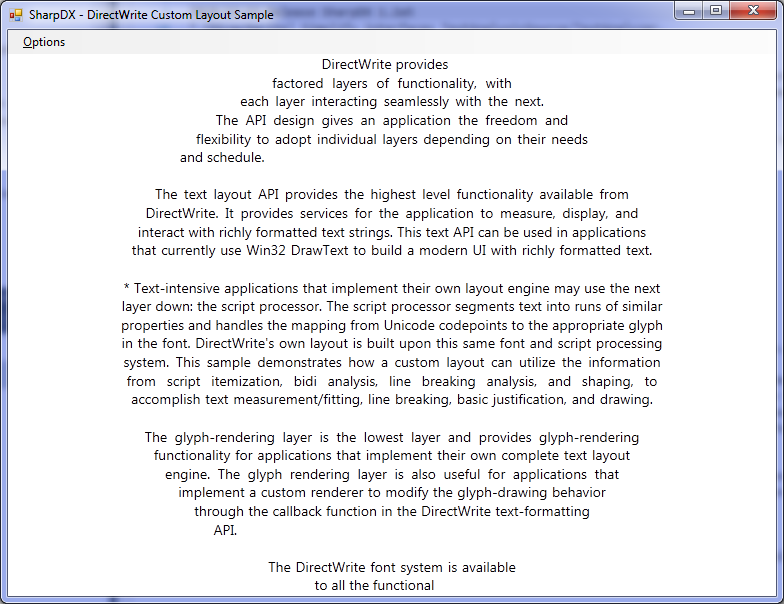 SharpDX - DirectWrite Custom Layout Sample
Options
DirectWrite provides
factored layers of functionality, with
each layer interacting seamlessly with the next.
The API design gives an application the freedom and
flexibility to adopt individual layers depending on their needs
and schedule.
The text layout API provides the highest level functionality available from
DirectWrite. It provides services for the application to measure, display, and
interact with richly formatted text strings. This text API can be used in applications
that currently use Win32 DrawText to build a modern UI with richly formatted text.
* Text-intensive applications that implement their own layout engine may use the next
layer down: the script processor. The script processor segments text into runs of similar
properties and handles the mapping from Unicode codepoints to the appropriate glyph
in the font. DirectWrite's own layout is built upon this same font and script processing
system. This sample demonstrates how a custom layout can utilize the information
from script itemization, bidi analysis, line breaking analysis, and shaping, to
accomplish text measurement/fitting, line breaking, basic justification, and drawing.
The glyph-rendering layer is the lowest layer and provides glyph-rendering
functionality for applications that implement their own complete text layout
engine. The glyph rendering layer is also useful for applications that
implement a custom renderer to modify the glyph-drawing behavior
through the callback function in the DirectWrite text-formatting
API.
The DirectWrite font system is available
to all the functional